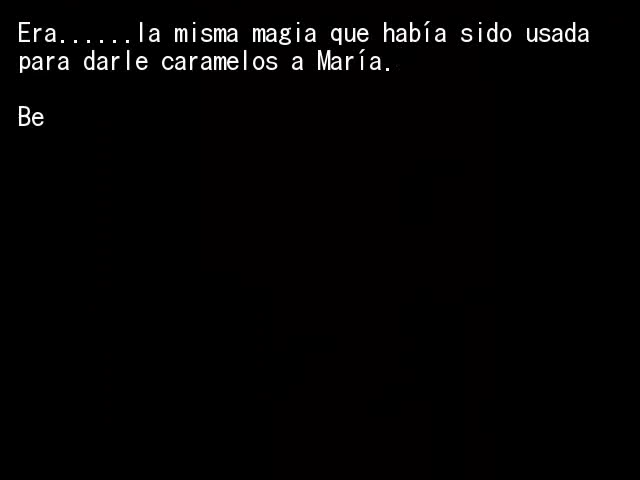 Era......la misma magia que había sido usada
para darle caramelos a María.
Be